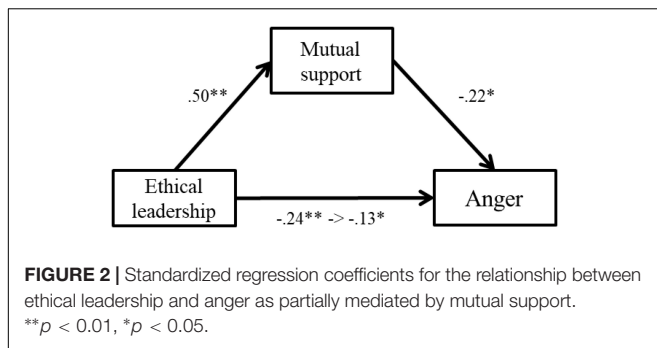 Mutual
support
.50**
-.22*
Ethical
leadership
Anger
-.24** -> -.13*
FIGURE 2 | Standardized regression coefficients for the relationship between
ethical leadership and anger as partially mediated by mutual support.
**p < 0.01, *p < 0.05.